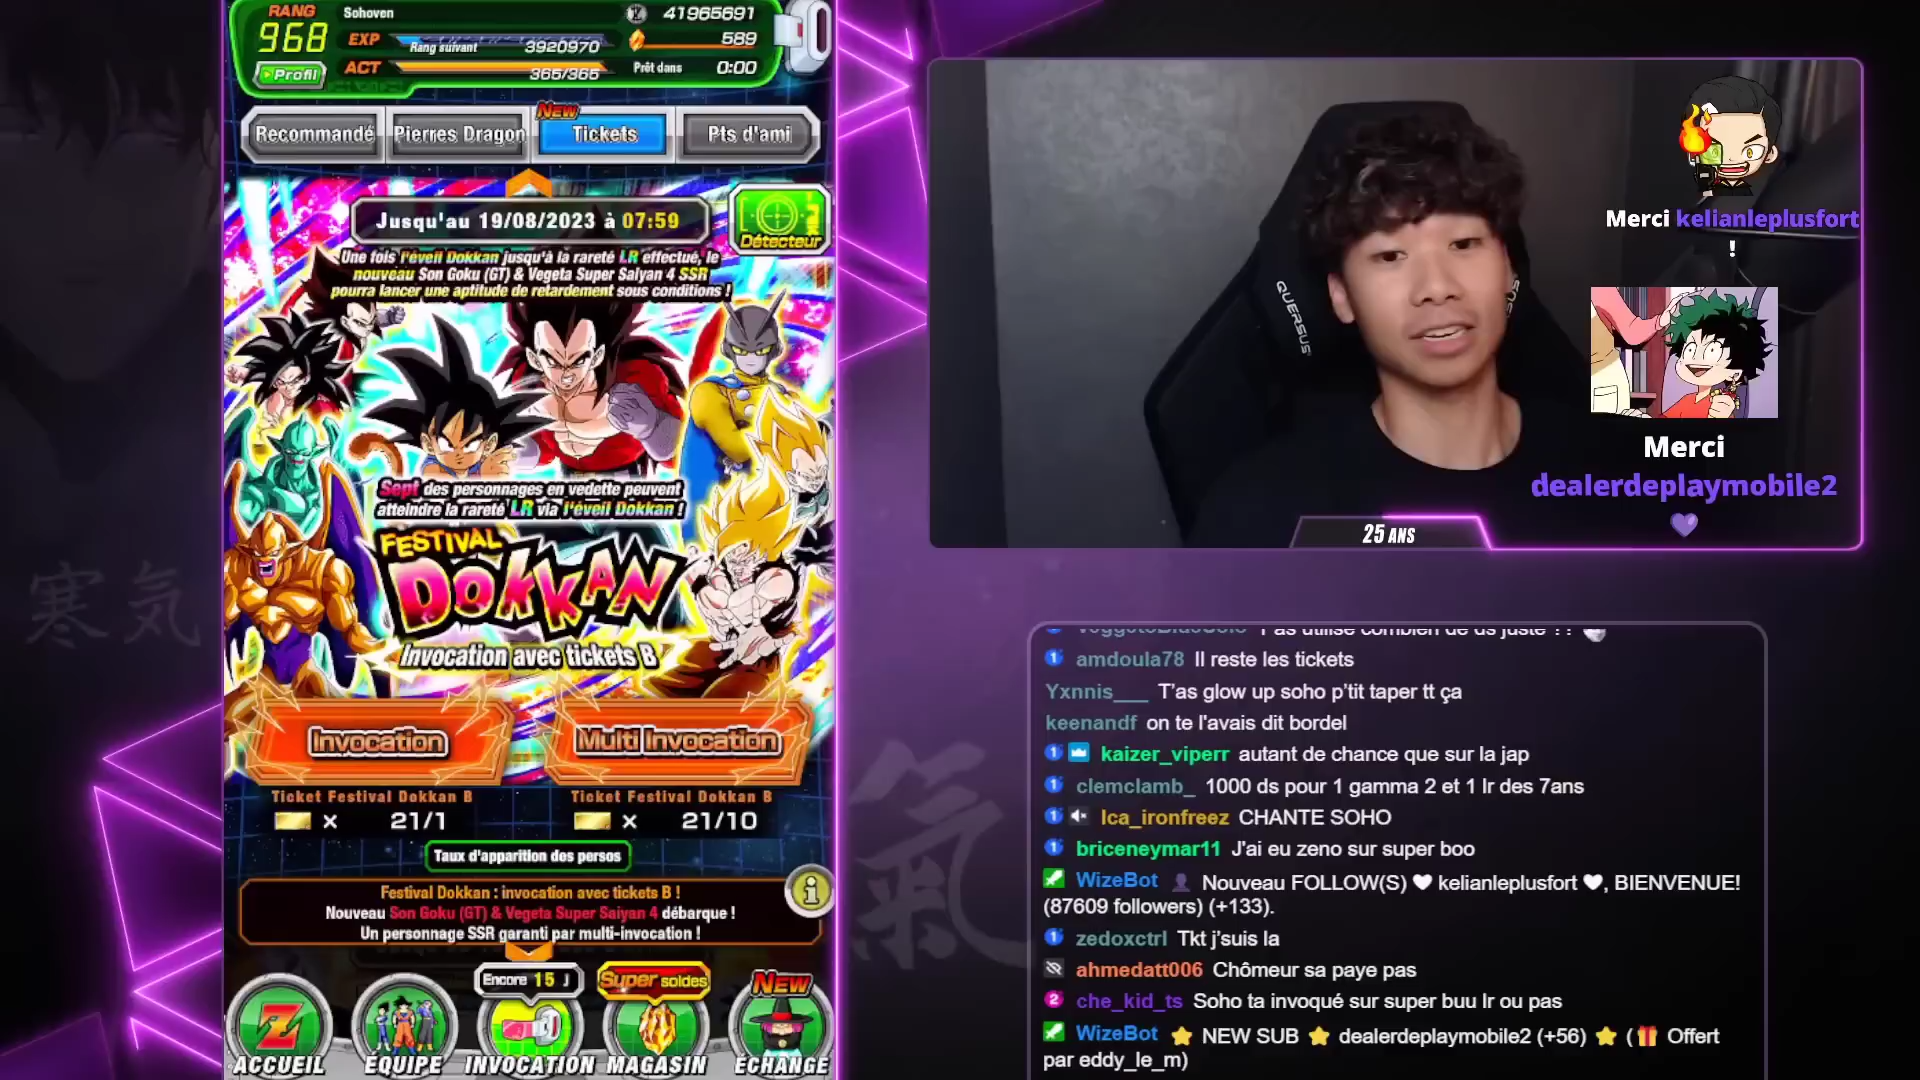 RANG
968
Profil
Sohoven
EXP
Rang suivant
3920970
ACT
365/365
41965691
589
Prêt dans
0:00
Recommandé
Pierres Dragon
New
Tickets
Pts d'ami
Jusqu'au 19/08/2023 à 07:59
Détecteur
Une fois l'éveil Dokkan jusqu'à la rareté LR effectué, le
nouveau Son Goku (GT) & Vegeta Super Saiyan 4 SSR
pourra lancer une aptitude de retardement sous conditions !
Sept des personnages en vedette peuvent
atteindre la rareté LR via l'éveil Dokkan !
FESTIVAL
DOKKAN
Invocation avec tickets B
Invocation
Multi Invocation
Ticket Festival Dokkan B
× 21/1
Ticket Festival Dokkan B
× 21/10
Taux d'apparition des persos
Festival Dokkan : invocation avec tickets B !
Nouveau Son Goku (GT) & Vegeta Super Saiyan 4 débarque !
Un personnage SSR garanti par multi-invocation !
ACCUEIL
ÉQUIPE
Encore 15 J
INVOCATION
Super soldes
MAGASIN
New
ÉCHANGE
寒気
氣
QUERSUS
Merci kelianleplusfort
!
Merci
dealerdeplaymobile2
25 ANS
amdoula78 Il reste les tickets
Yxnnis___ T'as glow up soho p'tit taper tt ça
keenandf on te l'avais dit bordel
kaizer_viperr autant de chance que sur la jap
clemclamb_ 1000 ds pour 1 gamma 2 et 1 lr des 7ans
lca_ironfreez CHANTE SOHO
briceneymar11 J'ai eu zeno sur super boo
WizeBot Nouveau FOLLOW(S) ♥ kelianleplusfort ♥, BIENVENUE!
(87609 followers) (+133).
zedoxctrl Tkt j'suis la
ahmedatt006 Chômeur sa paye pas
che_kid_ts Soho ta invoqué sur super buu lr ou pas
WizeBot ⭐ NEW SUB ⭐ dealerdeplaymobile2 (+56) ⭐ (🎁 Offert
par eddy_le_m)